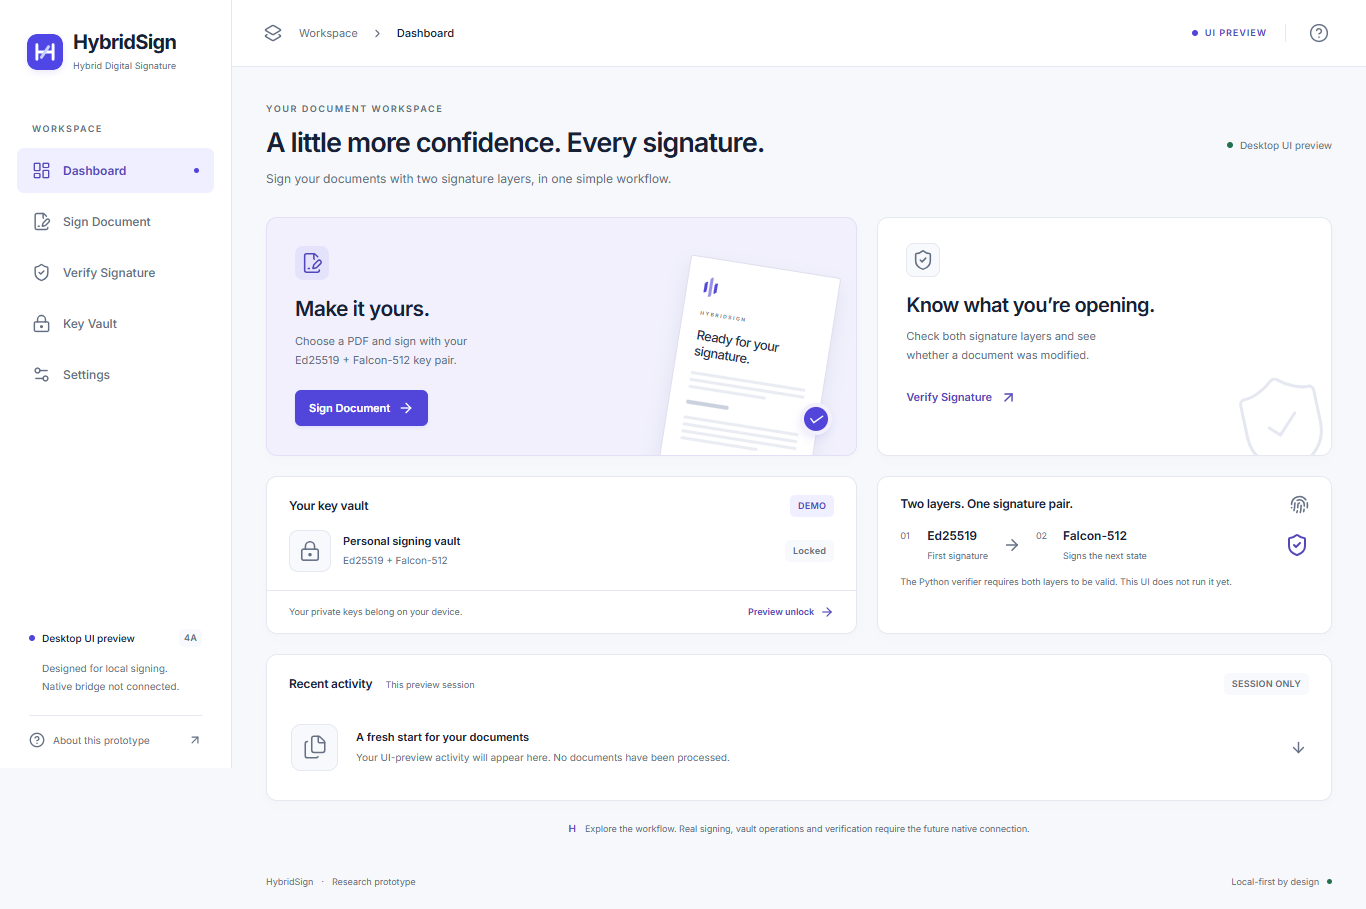 HybridSign
Hybrid Digital Signature
WORKSPACE
Dashboard
Sign Document
Verify Signature
Key Vault
Settings
Desktop UI preview
4A
Designed for local signing.
Native bridge not connected.
About this prototype
Workspace
Dashboard
UI PREVIEW
YOUR DOCUMENT WORKSPACE
A little more confidence. Every signature.
Sign your documents with two signature layers, in one simple workflow.
Desktop UI preview
Make it yours.
Choose a PDF and sign with your
Ed25519 + Falcon-512 key pair.
Sign Document
HYBRIDSIGN
Ready for your
signature.
Know what you’re opening.
Check both signature layers and see
whether a document was modified.
Verify Signature
Your key vault
DEMO
Personal signing vault
Ed25519 + Falcon-512
Locked
Your private keys belong on your device.
Preview unlock
Two layers. One signature pair.
01
Ed25519
First signature
02
Falcon-512
Signs the next state
The Python verifier requires both layers to be valid. This UI does not run it yet.
Recent activity
This preview session
SESSION ONLY
A fresh start for your documents
Your UI-preview activity will appear here. No documents have been processed.
H Explore the workflow. Real signing, vault operations and verification require the future native connection.
HybridSign · Research prototype
Local-first by design